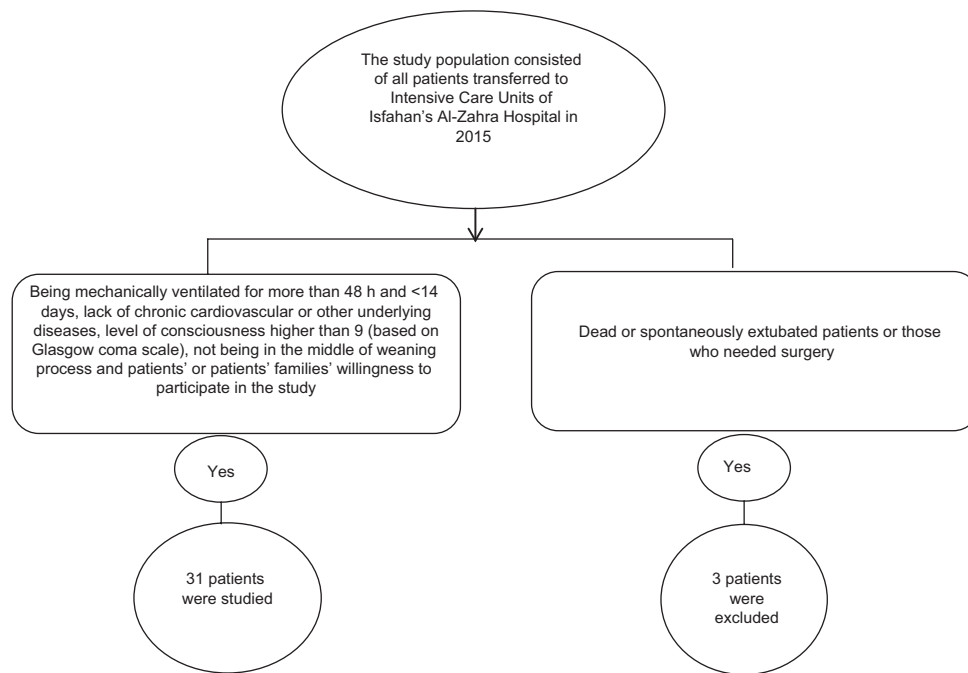 The study population consisted
of all patients transferred to
Intensive Care Units of
Isfahan's Al-Zahra Hospital in
2015
Being mechanically ventilated for more than 48 h and <14
days, lack of chronic cardiovascular or other underlying
diseases, level of consciousness higher than 9 (based on
Glasgow coma scale), not being in the middle of weaning
process and patients' or patients' families' willingness to
participate in the study
Dead or spontaneously extubated patients or those
who needed surgery
Yes
Yes
31 patients
were studied
3 patients
were
excluded